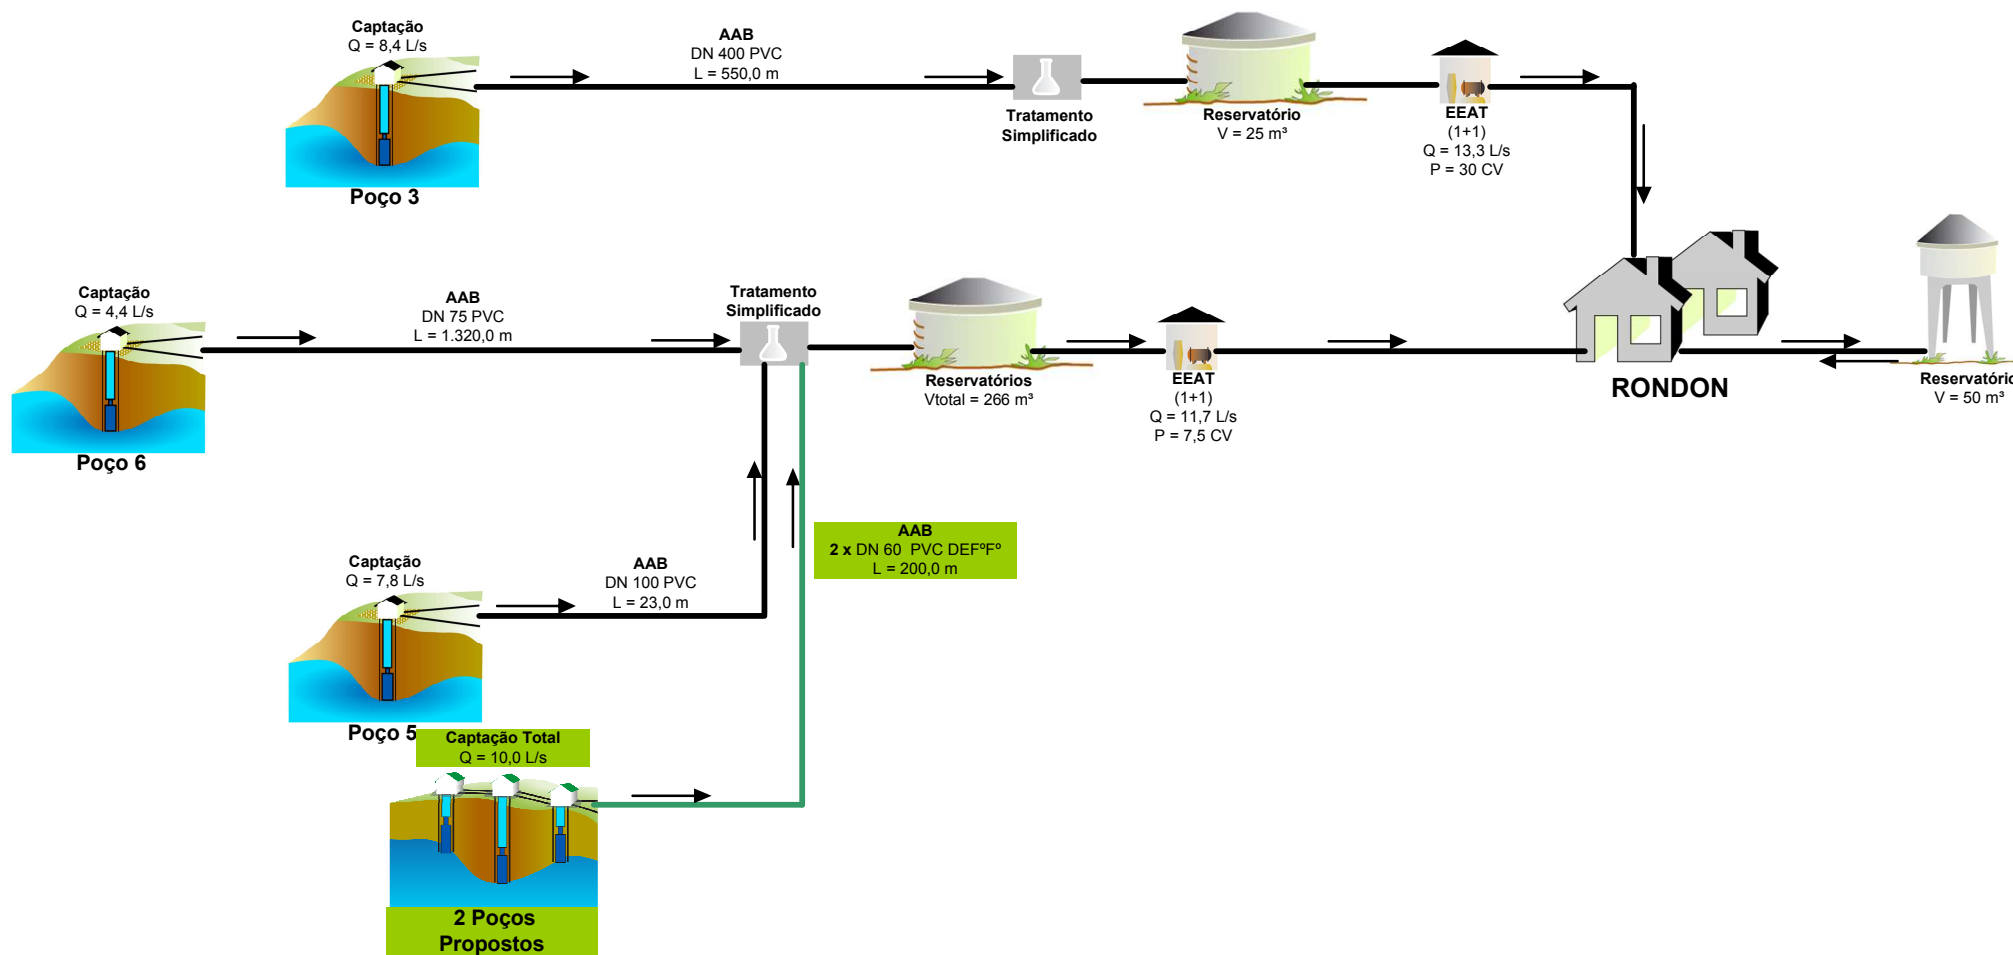 Captação
Q = 8,4 L/s
Poço 3
AAB
DN 400 PVC
L = 550,0 m
Tratamento
Simplificado
Reservatório
V = 25 m³
EEAT
(1+1)
Q = 13,3 L/s
P = 30 CV
Captação
Q = 4,4 L/s
Poço 6
AAB
DN 75 PVC
L = 1.320,0 m
Tratamento
Simplificado
Reservatórios
Vtotal = 266 m³
EEAT
(1+1)
Q = 11,7 L/s
P = 7,5 CV
RONDON
Reservatório
V = 50 m³
Captação
Q = 7,8 L/s
Poço 5
AAB
DN 100 PVC
L = 23,0 m
AAB
2 x DN 60 PVC DEFºFº
L = 200,0 m
Captação Total
Q = 10,0 L/s
2 Poços
Propostos